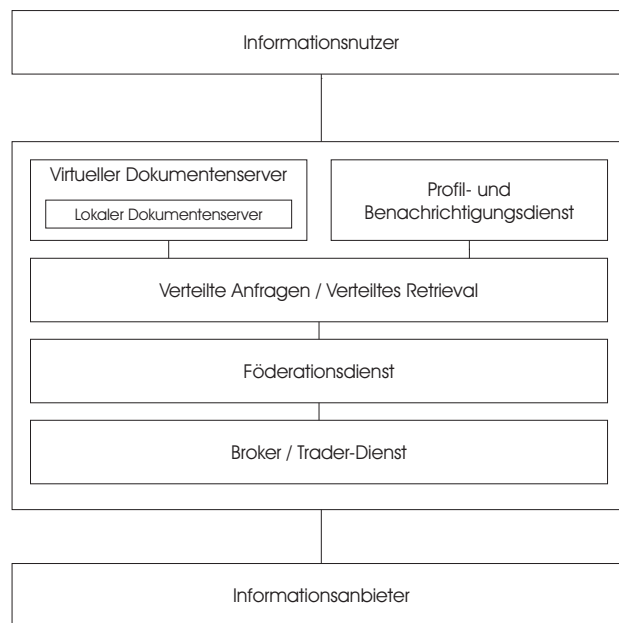 Informationsnutzer
Virtueller Dokumentenserver
Lokaler Dokumentenserver
Profil- und
Benachrichtigungsdienst
Verteilte Anfragen / Verteiltes Retrieval
Föderationsdienst
Broker / Trader-Dienst
Informationsanbieter